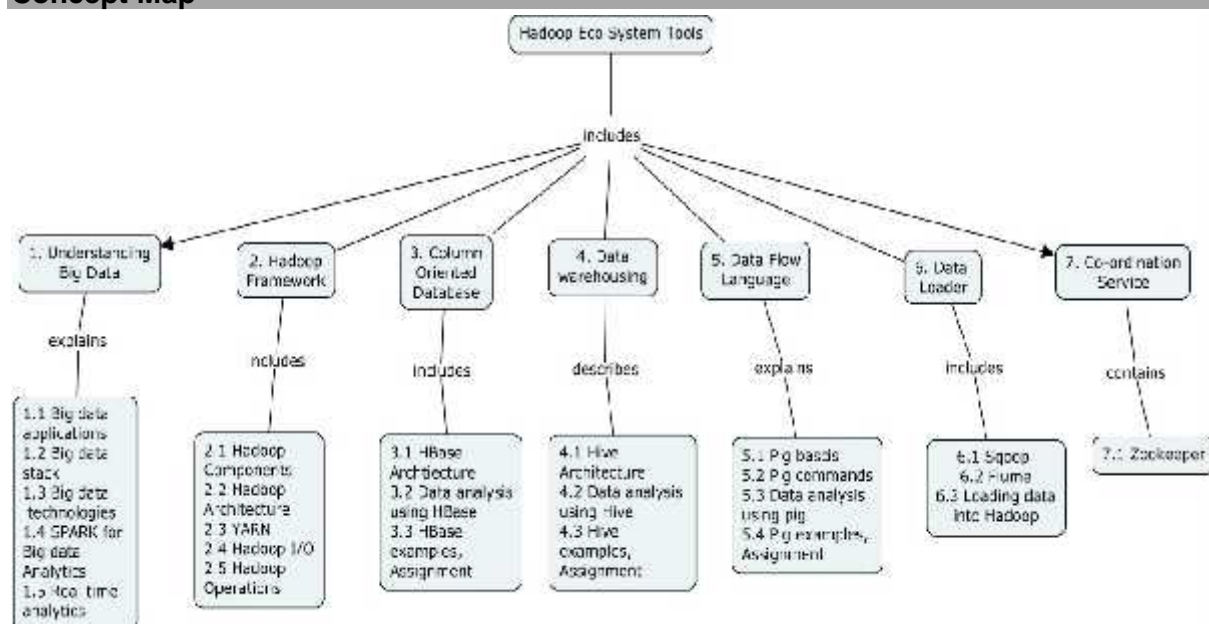 Concept Map
Hadoop Eco System Tools
includes
1. Understanding
Big Data
2. Hadoop
Framework
3. Column
Oriented
Database
4. Data
warehousing
5. Data Flow
Language
6. Data
Loader
7. Co-ordination
Service
explains
includes
includes
describes
explains
includes
contains
1.1 Big data
applications
1.2 Big data
stack
1.3 Big data
technologies
1.4 SPARK for
Big data
Analytics
1.5 Real time
analytics
2.1 Hadoop
Components
2.2 Hadoop
Architecture
2.3 YARN
2.4 Hadoop I/O
2.5 Hadoop
Operations
3.1 HBase
Architecture
3.2 Data analysis
using HBase
3.3 HBase
examples,
Assignment
4.1 Hive
Architecture
4.2 Data analysis
using Hive
4.3 Hive
examples,
Assignment
5.1 Pig basics
5.2 Pig commands
5.3 Data analysis
using pig
5.4 Pig examples,
Assignment
6.1 Sqoop
6.2 Flume
6.3 Loading data
into Hadoop
7.1 Zookeeper